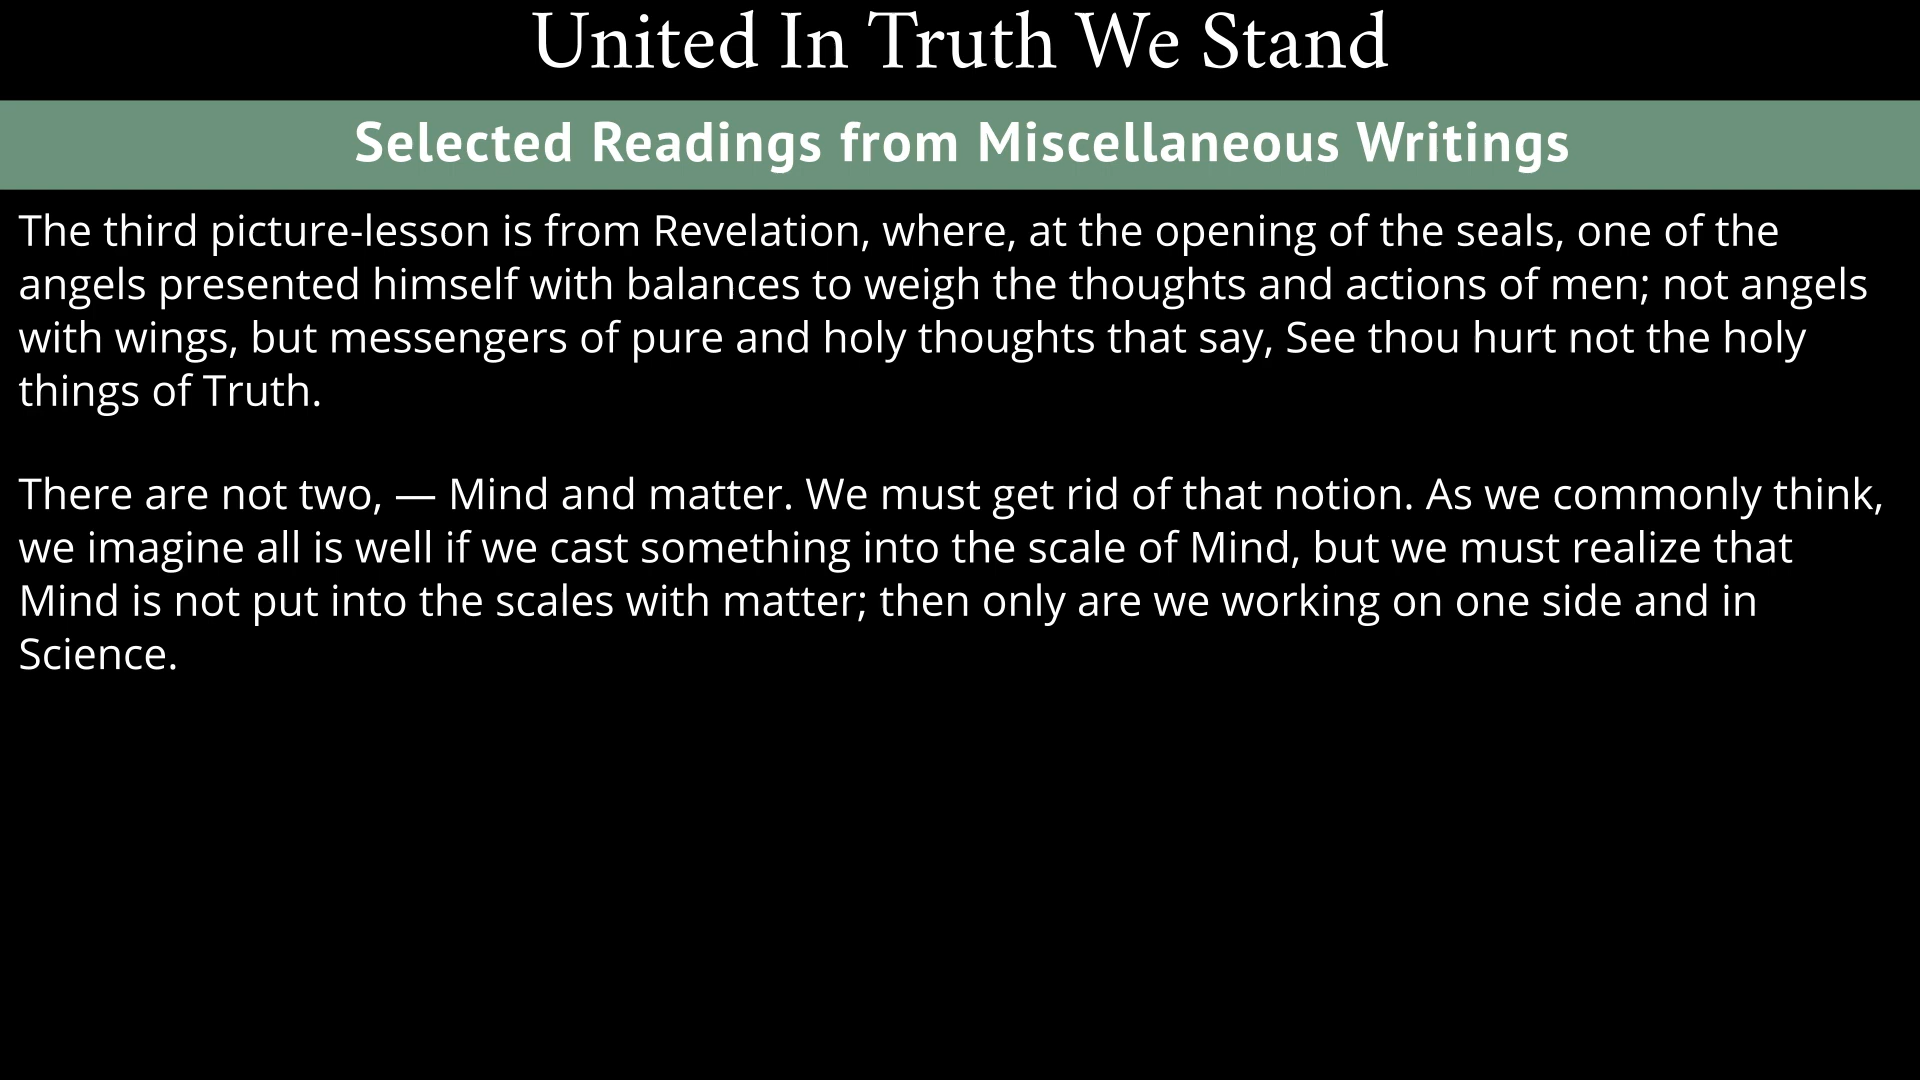 United In Truth We Stand
Selected Readings from Miscellaneous Writings
The third picture-lesson is from Revelation, where, at the opening of the seals, one of the
angels presented himself with balances to weigh the thoughts and actions of men; not angels
with wings, but messengers of pure and holy thoughts that say, See thou hurt not the holy
things of Truth.
There are not two, — Mind and matter. We must get rid of that notion. As we commonly think,
we imagine all is well if we cast something into the scale of Mind, but we must realize that
Mind is not put into the scales with matter; then only are we working on one side and in
Science.